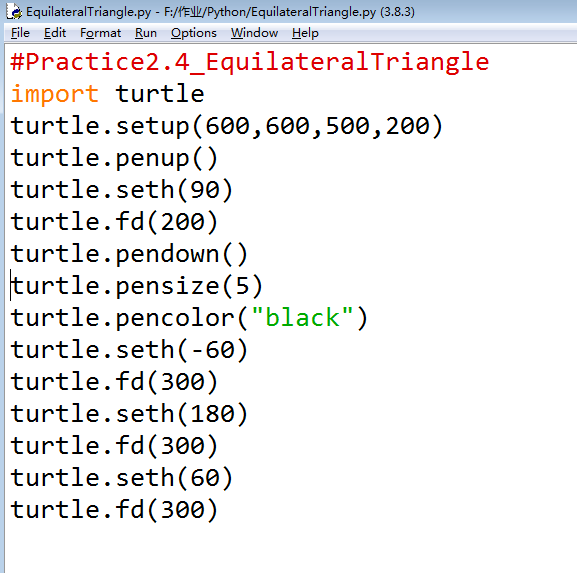 EquilateralTriangle.py - F:/作业/Python/EquilateralTriangle.py (3.8.3)
File Edit Format Run Options Window Help
#Practice2.4_EquilateralTriangle
import turtle
turtle.setup(600,600,500,200)
turtle.penup()
turtle.seth(90)
turtle.fd(200)
turtle.pendown()
turtle.pensize(5)
turtle.pencolor("black")
turtle.seth(-60)
turtle.fd(300)
turtle.seth(180)
turtle.fd(300)
turtle.seth(60)
turtle.fd(300)